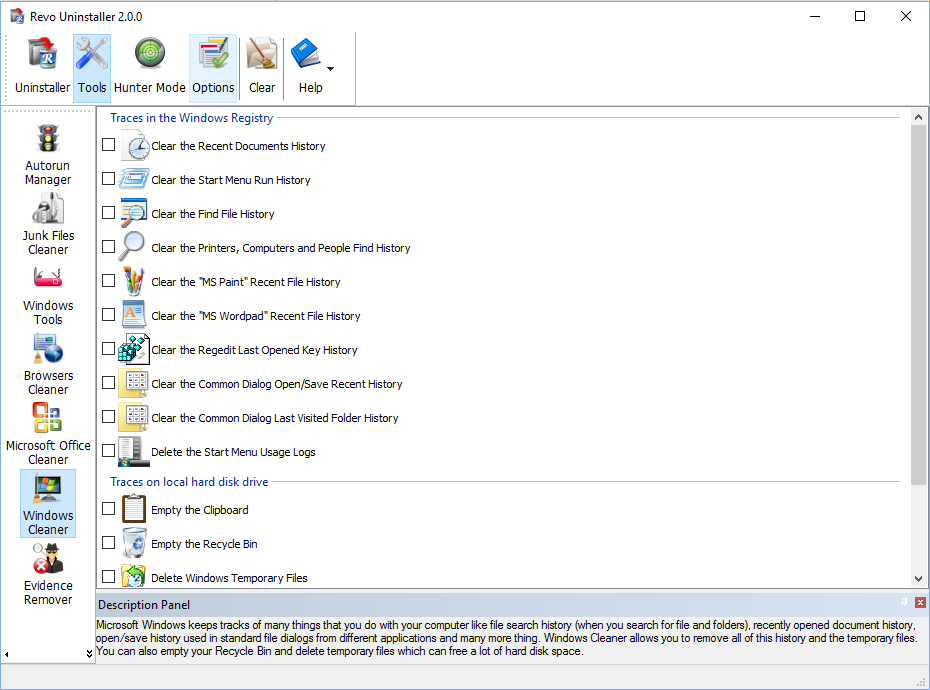 Revo Uninstaller 2.0.0
Uninstaller Tools Hunter Mode Options Clear Help
Autorun
Manager
Junk Files
Cleaner
Windows
Tools
Browsers
Cleaner
Microsoft Office
Cleaner
Windows
Cleaner
Evidence
Remover
Traces in the Windows Registry
Clear the Recent Documents History
Clear the Start Menu Run History
Clear the Find File History
Clear the Printers, Computers and People Find History
Clear the "MS Paint" Recent File History
Clear the "MS Wordpad" Recent File History
Clear the Regedit Last Opened Key History
Clear the Common Dialog Open/Save Recent History
Clear the Common Dialog Last Visited Folder History
Delete the Start Menu Usage Logs
Traces on local hard disk drive
Empty the Clipboard
Empty the Recycle Bin
Delete Windows Temporary Files
Description Panel
Microsoft Windows keeps tracks of many things that you do with your computer like file search history (when you search for file and folders), recently opened document history,
open/save history used in standard file dialogs from different applications and many more thing. Windows Cleaner allows you to remove all of this history and the temporary files.
You can also empty your Recycle Bin and delete temporary files which can free a lot of hard disk space.